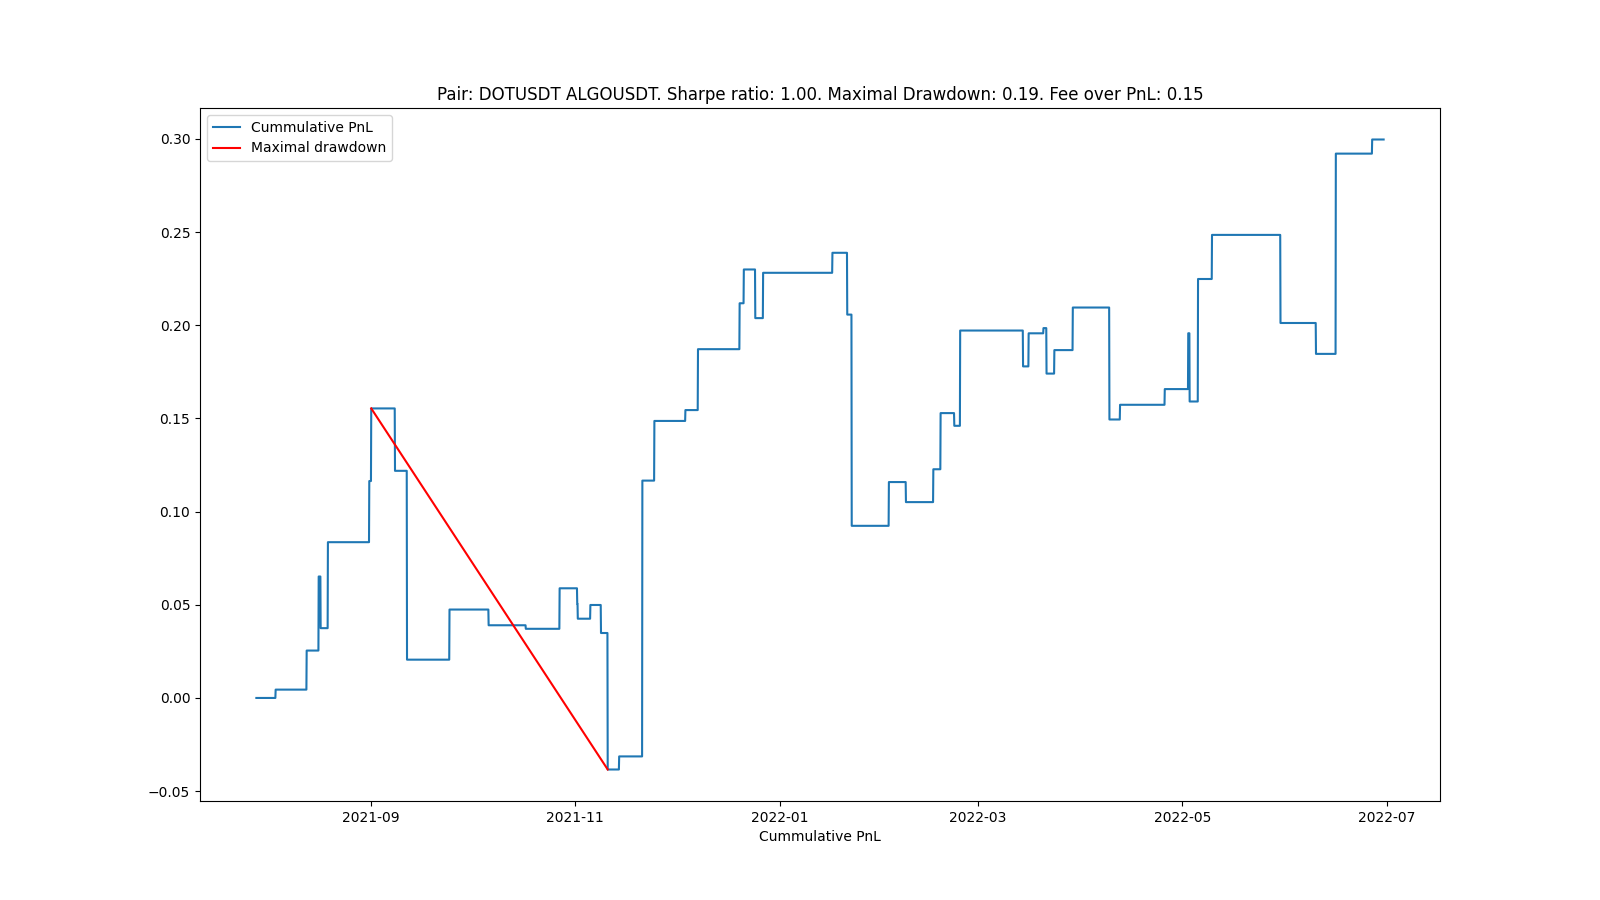 Pair: DOTUSDT ALGOUSDT. Sharpe ratio: 1.00. Maximal Drawdown: 0.19. Fee over PnL: 0.15
Cummulative PnL
Maximal drawdown
0.30
0.25
0.20
0.15
0.10
0.05
0.00
−0.05
2021-09 2021-11 2022-01 2022-03 2022-05 2022-07
Cummulative PnL